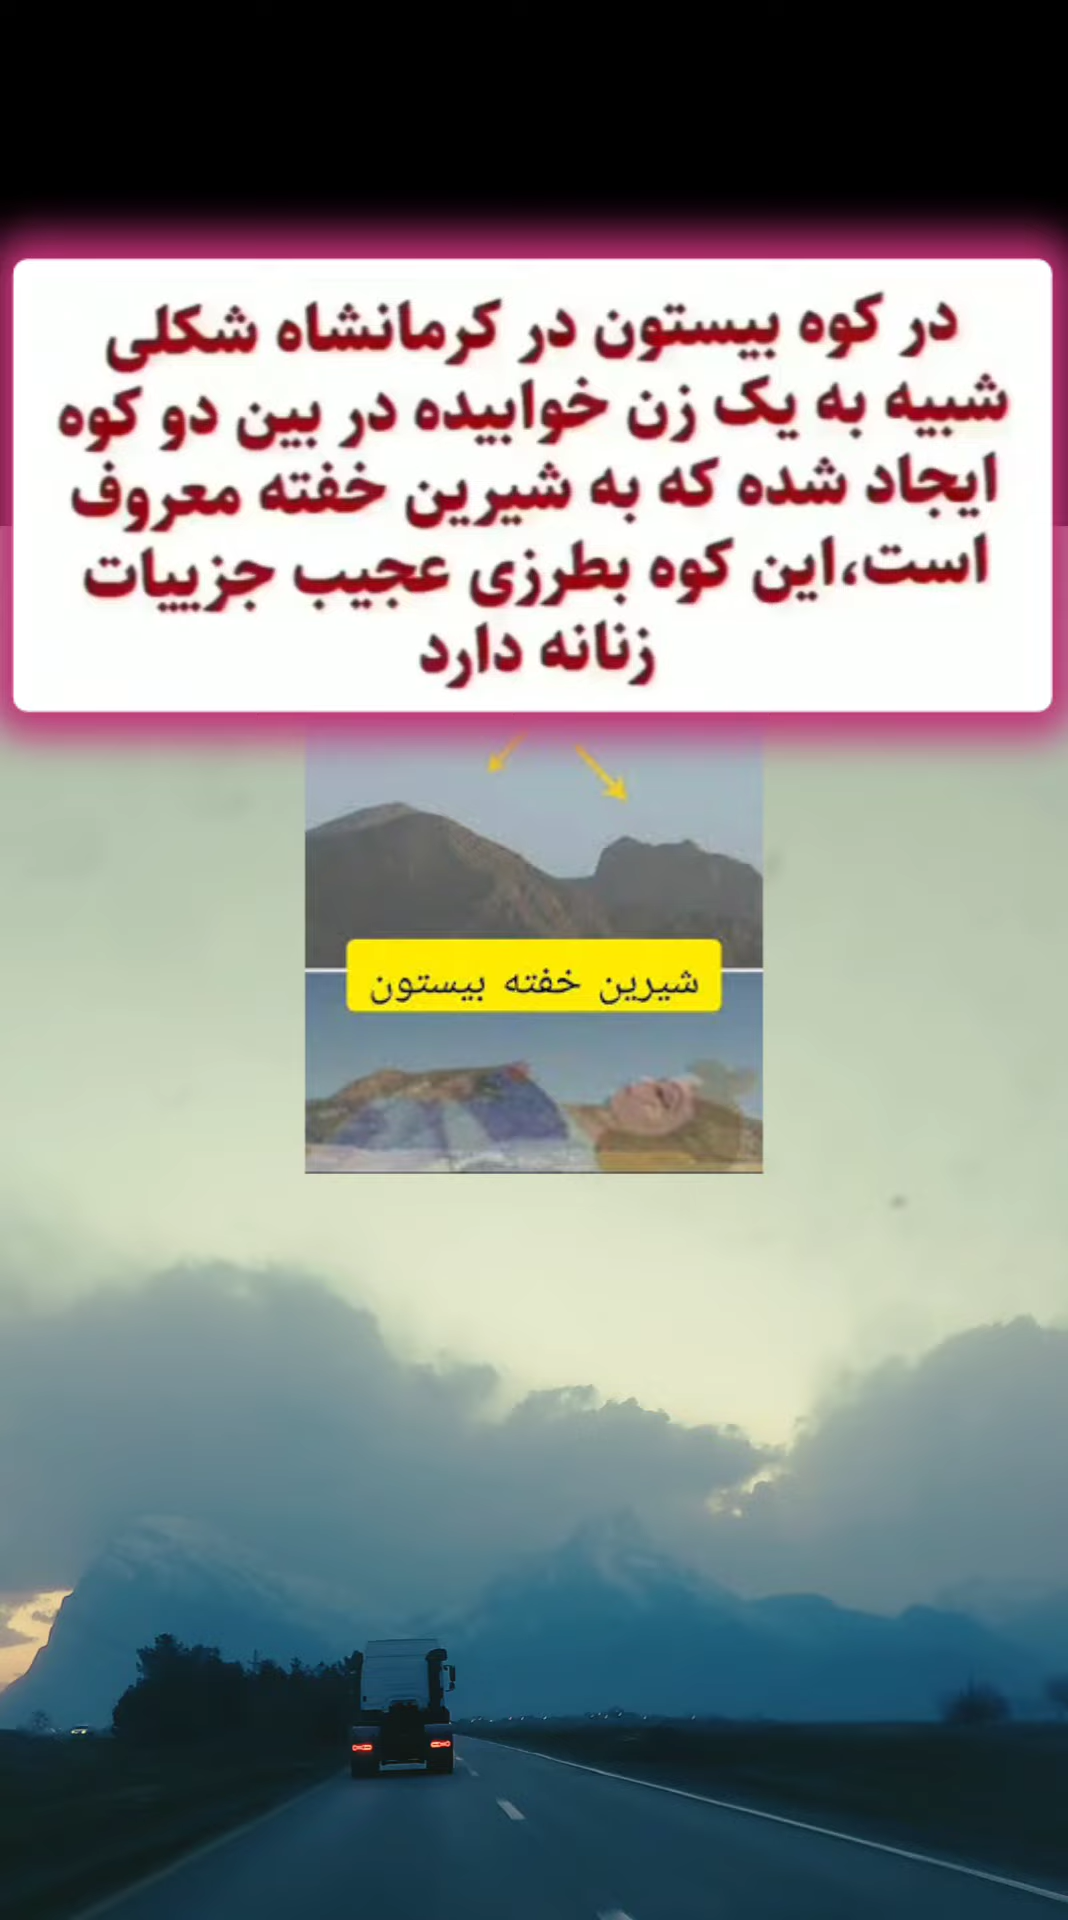 در کوه بیستون در کرمانشاه شکلی
شبیه به یک زن خوابیده در بین دو کوه
ایجاد شده که به شیرین خفته معروف
است،این کوه بطرزی عجیب جزییات
زنانه دارد
شیرین خفته بیستون